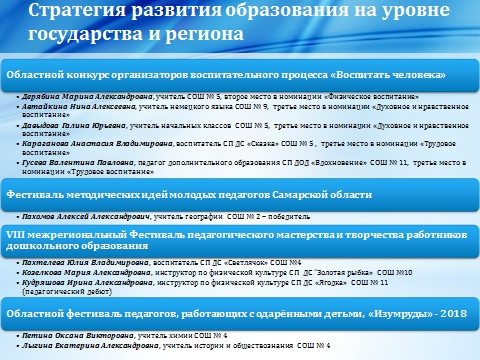 Стратегия развития образования на уровне
государства и региона
Областной конкурс организаторов воспитательного процесса «Воспитать человека»
• Дерябина Марина Александровна, учитель СОШ № 5, второе место в номинации «Физическое воспитание»
• Автайкина Нина Алексеевна, учитель немецкого языка СОШ № 9, третье место в номинации «Духовное и нравственное
воспитание»
• Давыдова Галина Юрьевна, учитель начальных классов СОШ № 5, третье место в номинации «Духовное и нравственное
воспитание»
• Караганова Анастасия Владимировна, воспитатель СП ДС «Сказка» СОШ № 5 , третье место в номинации «Трудовое
воспитание»
• Гусева Валентина Павловна, педагог дополнительного образования СП ДОД «Вдохновение» СОШ № 11, третье место в
номинации «Трудовое воспитание»
Фестиваль методических идей молодых педагогов Самарской области
• Пахомов Алексей Александрович, учитель географии СОШ № 2 – победитель
VIII межрегиональный Фестиваль педагогического мастерства и творчества работников
дошкольного образования
• Пахтелева Юлия Владимировна, воспитатель СП ДС «Светлячок» СОШ №4
• Козелкова Мария Александровна, инструктор по физической культуре СП ДС "Золотая рыбка» СОШ №10
• Кудряшова Ирина Александровна, инструктор по физической культуре СП ДС «Ягодка» СОШ № 11
(педагогический дебют)
Областной фестиваль педагогов, работающих с одарёнными детьми, «Изумруды» - 2018
• Петина Оксана Викторовна, учитель химии СОШ № 4
• Лыгина Екатерина Александровна, учитель истории и обществознания СОШ № 4